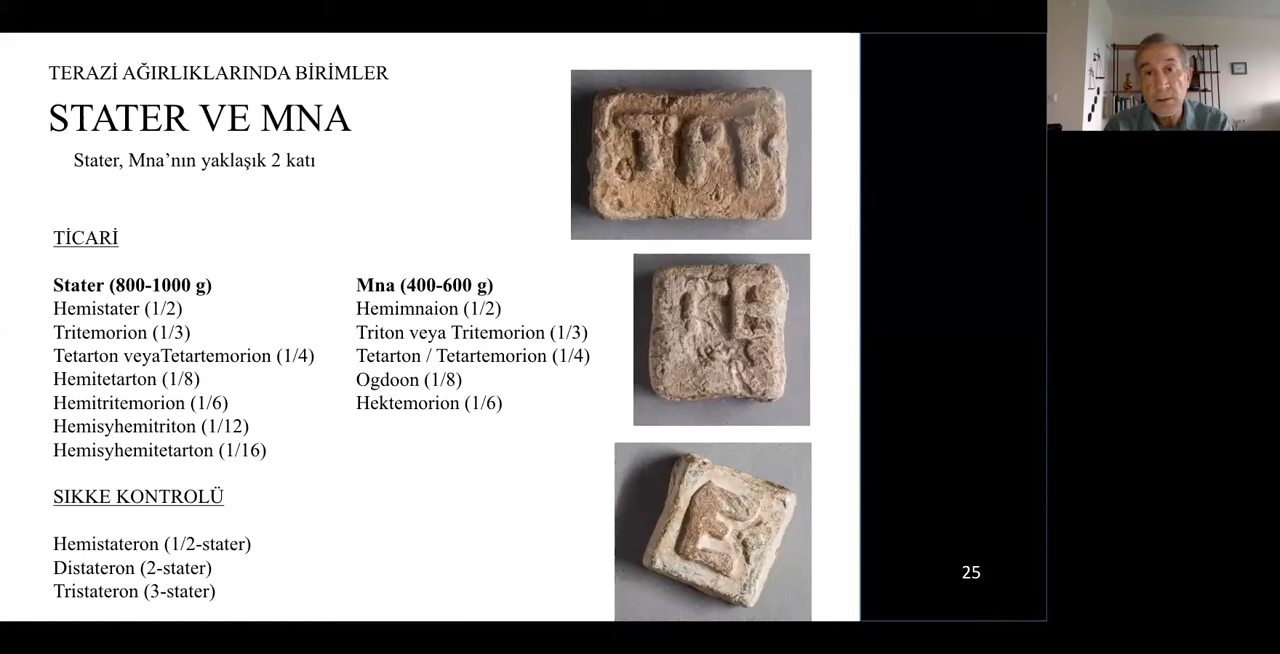 TERAZİ AĞIRLIKLARINDA BİRİMLER
STATER VE MNA
Stater, Mna’nın yaklaşık 2 katı
TİCARİ
Stater (800-1000 g)
Hemistater (1/2)
Tritemorion (1/3)
Tetarton veyaTetartemorion (1/4)
Hemitetarton (1/8)
Hemitritemorion (1/6)
Hemisyhemitriton (1/12)
Hemisyhemitetarton (1/16)
Mna (400-600 g)
Hemimnaion (1/2)
Triton veya Tritemorion (1/3)
Tetarton / Tetartemorion (1/4)
Ogdoon (1/8)
Hektemorion (1/6)
SIKKE KONTROLÜ
Hemistateron (1/2-stater)
Distateron (2-stater)
Tristateron (3-stater)
25